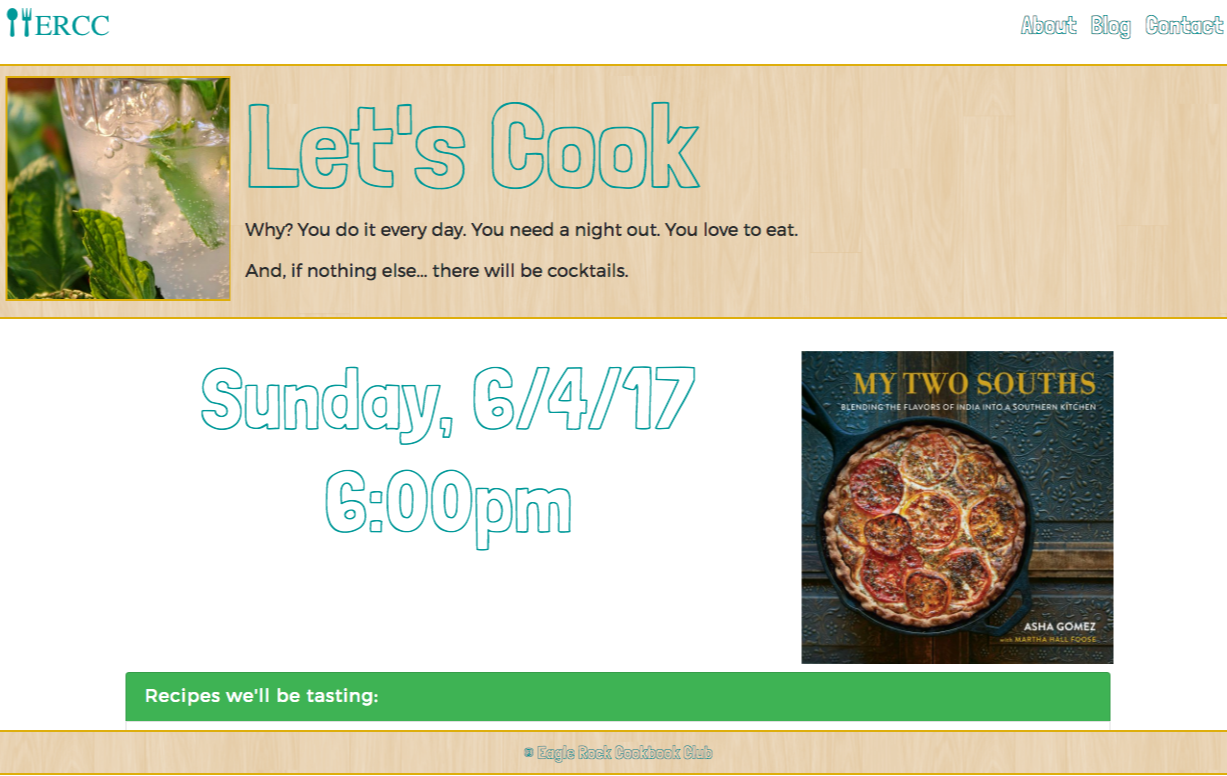 ERCC
About Blog Contact
Let's Cook
Why? You do it every day. You need a night out. You love to eat.
And, if nothing else... there will be cocktails.
Sunday, 6/4/17
6:00pm
MY TWO SOUTHS
BLENDING THE FLAVORS OF INDIA INTO A SOUTHERN KITCHEN
ASHA GOMEZ
with MARTHA HALL FOOSE
Recipes we'll be tasting:
© Eagle Rock Cookbook Club